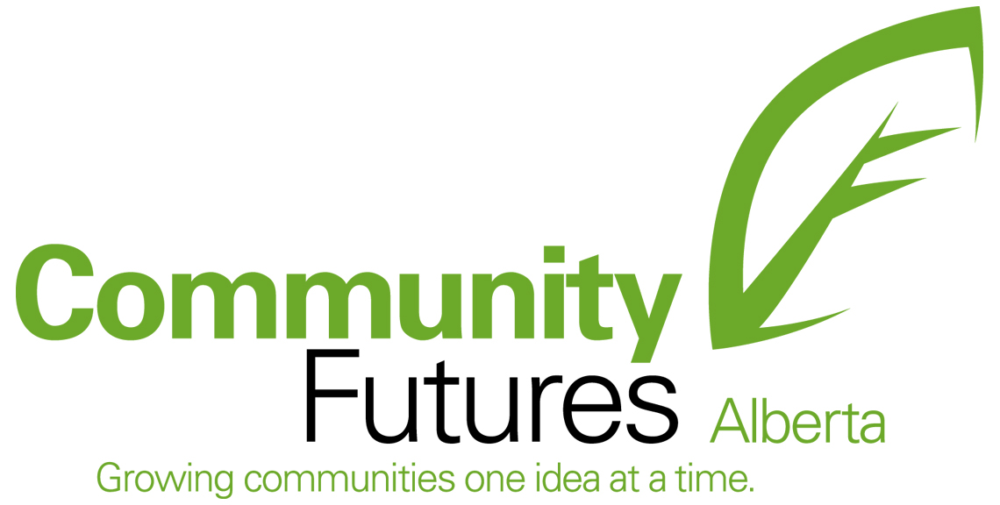 Community
Futures Alberta
Growing communities one idea at a time.